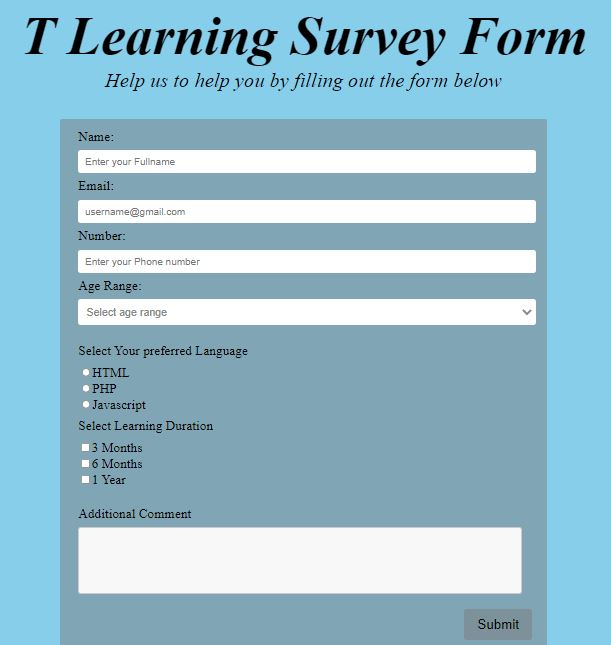 T Learning Survey Form
Help us to help you by filling out the form below
Name:
Enter your Fullname
Email:
username@gmail.com
Number:
Enter your Phone number
Age Range:
Select age range
Select Your preferred Language
HTML
PHP
Javascript
Select Learning Duration
3 Months
6 Months
1 Year
Additional Comment
Submit